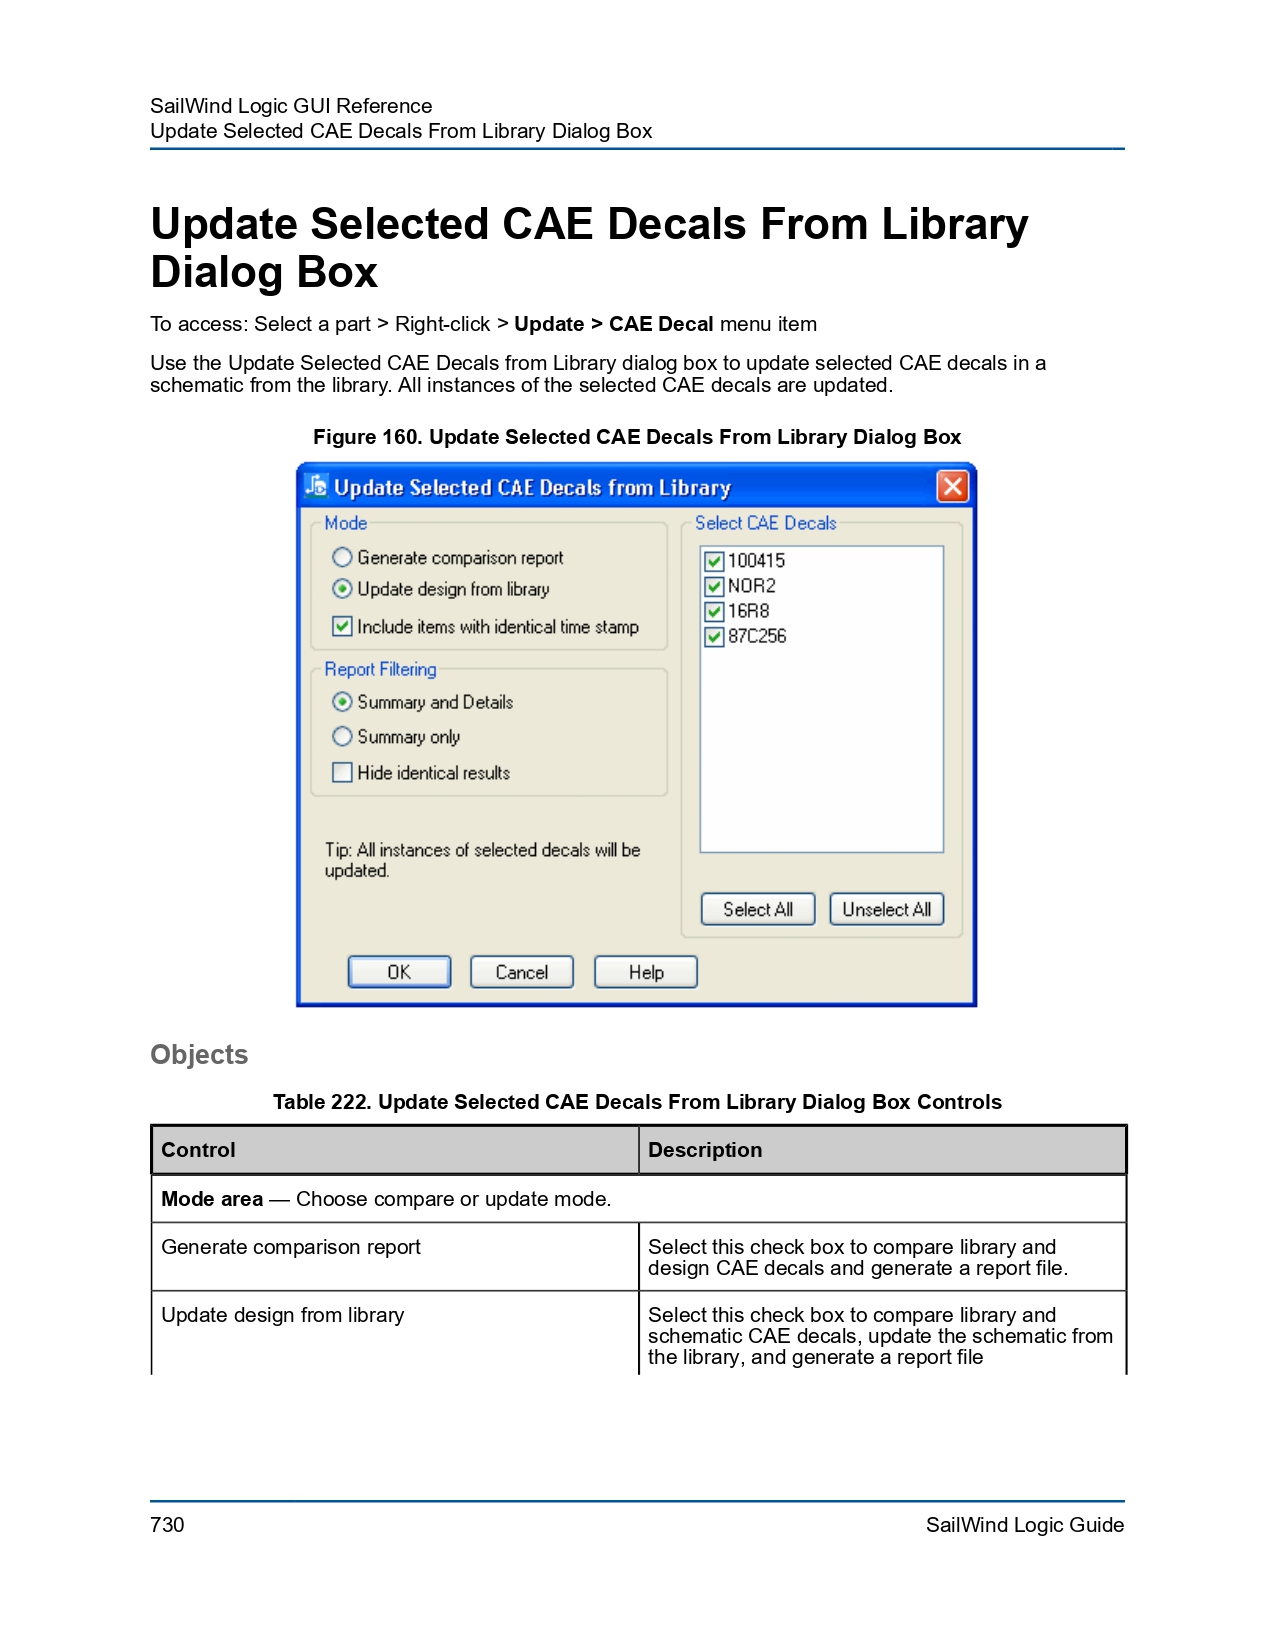 SailWind Logic GUI Reference
Update Selected CAE Decals From Library Dialog Box
Update Selected CAE Decals From Library
Dialog Box
To access: Select a part > Right-click > Update > CAE Decal menu item
Use the Update Selected CAE Decals from Library dialog box to update selected CAE decals in a
schematic from the library. All instances of the selected CAE decals are updated.
Figure 160. Update Selected CAE Decals From Library Dialog Box
Update Selected CAE Decals from Library
Mode
Generate comparison report
Update design from library
Include items with identical time stamp
Report Filtering
Summary and Details
Summary only
Hide identical results
Tip: All instances of selected decals will be
updated.
Select CAE Decals
100415
NOR2
16R8
87C256
Select All
Unselect All
OK
Cancel
Help
Objects
Table 222. Update Selected CAE Decals From Library Dialog Box Controls
Control
Description
Mode area — Choose compare or update mode.
Generate comparison report
Select this check box to compare library and
design CAE decals and generate a report file.
Update design from library
Select this check box to compare library and
schematic CAE decals, update the schematic from
the library, and generate a report file
730
SailWind Logic Guide